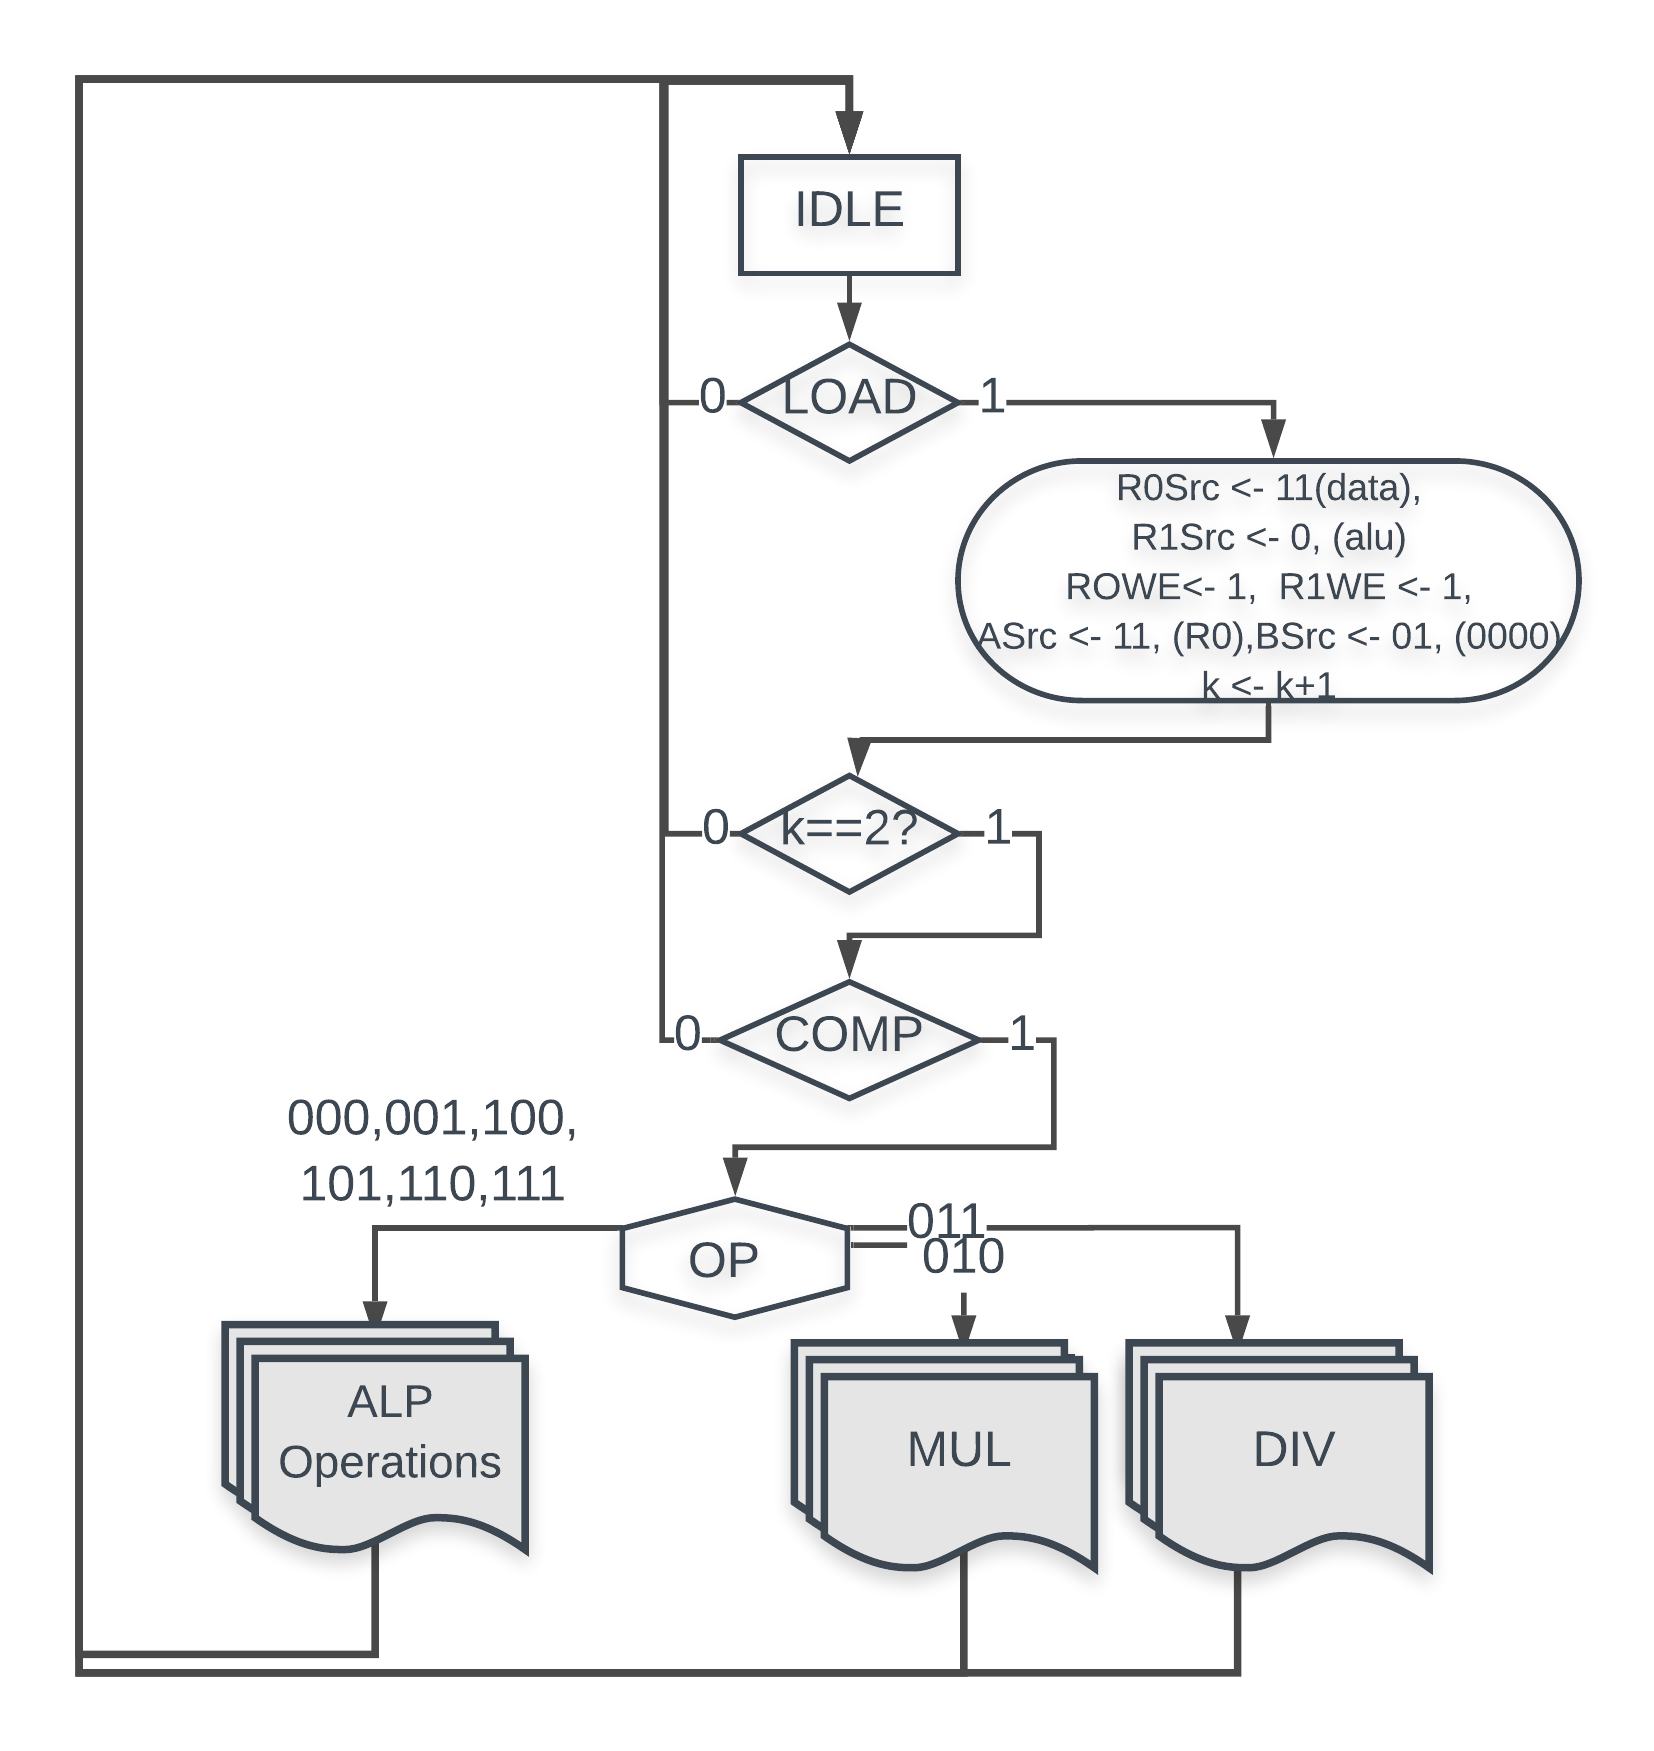 IDLE
0
LOAD
1
R0Src <- 11(data),
R1Src <- 0, (alu)
ROWE<- 1,  R1WE <- 1,
ASrc <- 11, (R0),BSrc <- 01, (0000)
k <- k+1
0
k==2?
1
0
COMP
1
000,001,100,
101,110,111
OP
011
010
ALP
Operations
MUL
DIV